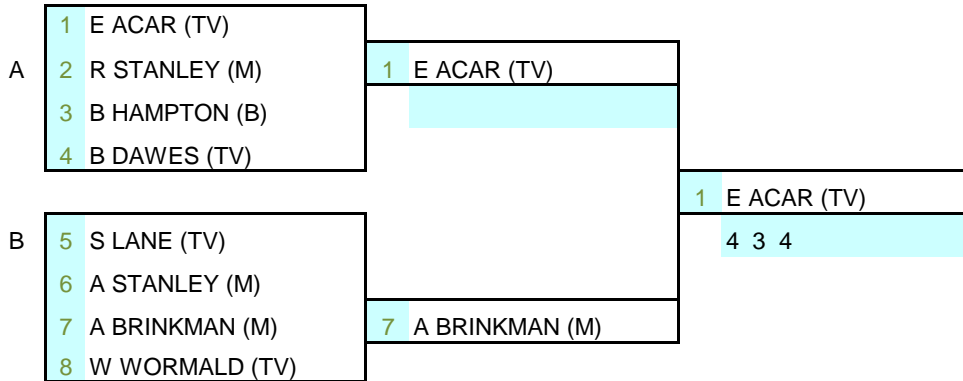 1 E ACAR (TV)
A 2 R STANLEY (M)
3 B HAMPTON (B)
4 B DAWES (TV)
1 E ACAR (TV)
B 5 S LANE (TV)
6 A STANLEY (M)
7 A BRINKMAN (M)
8 W WORMALD (TV)
7 A BRINKMAN (M)
1 E ACAR (TV)
4 3 4